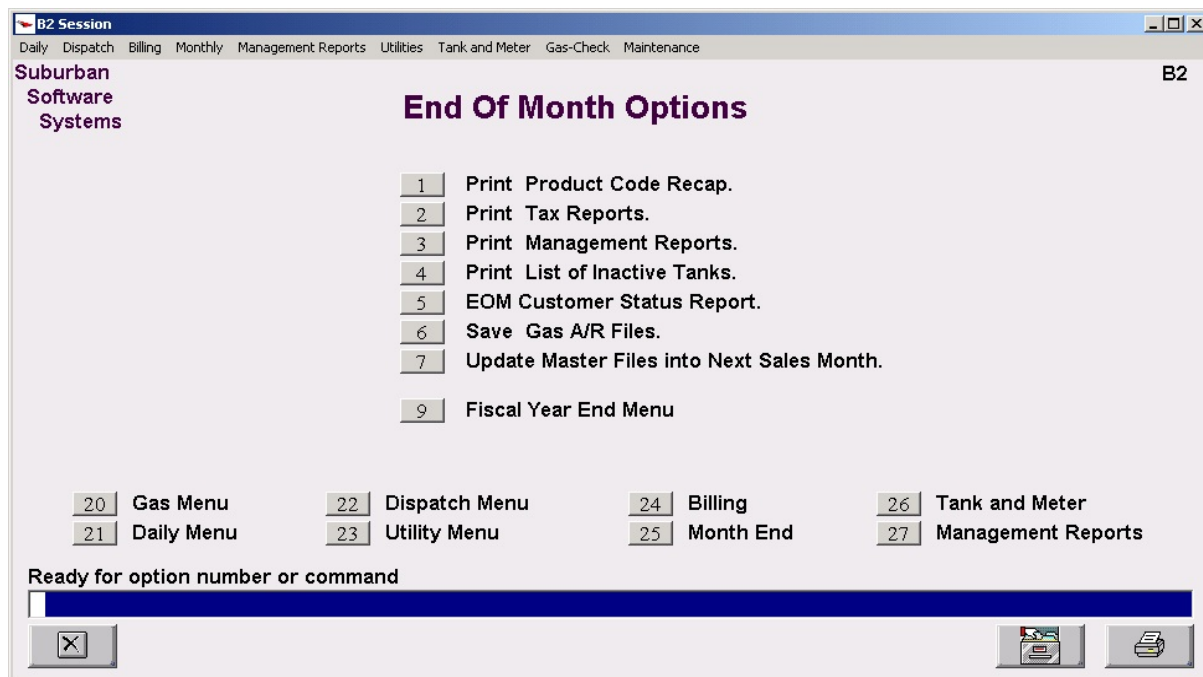 B2 Session
Daily Dispatch Billing Monthly Management Reports Utilities Tank and Meter Gas-Check Maintenance
Suburban
Software
Systems
B2
End Of Month Options
1 Print Product Code Recap.
2 Print Tax Reports.
3 Print Management Reports.
4 Print List of Inactive Tanks.
5 EOM Customer Status Report.
6 Save Gas A/R Files.
7 Update Master Files into Next Sales Month.
9 Fiscal Year End Menu
20 Gas Menu 22 Dispatch Menu 24 Billing 26 Tank and Meter
21 Daily Menu 23 Utility Menu 25 Month End 27 Management Reports
Ready for option number or command